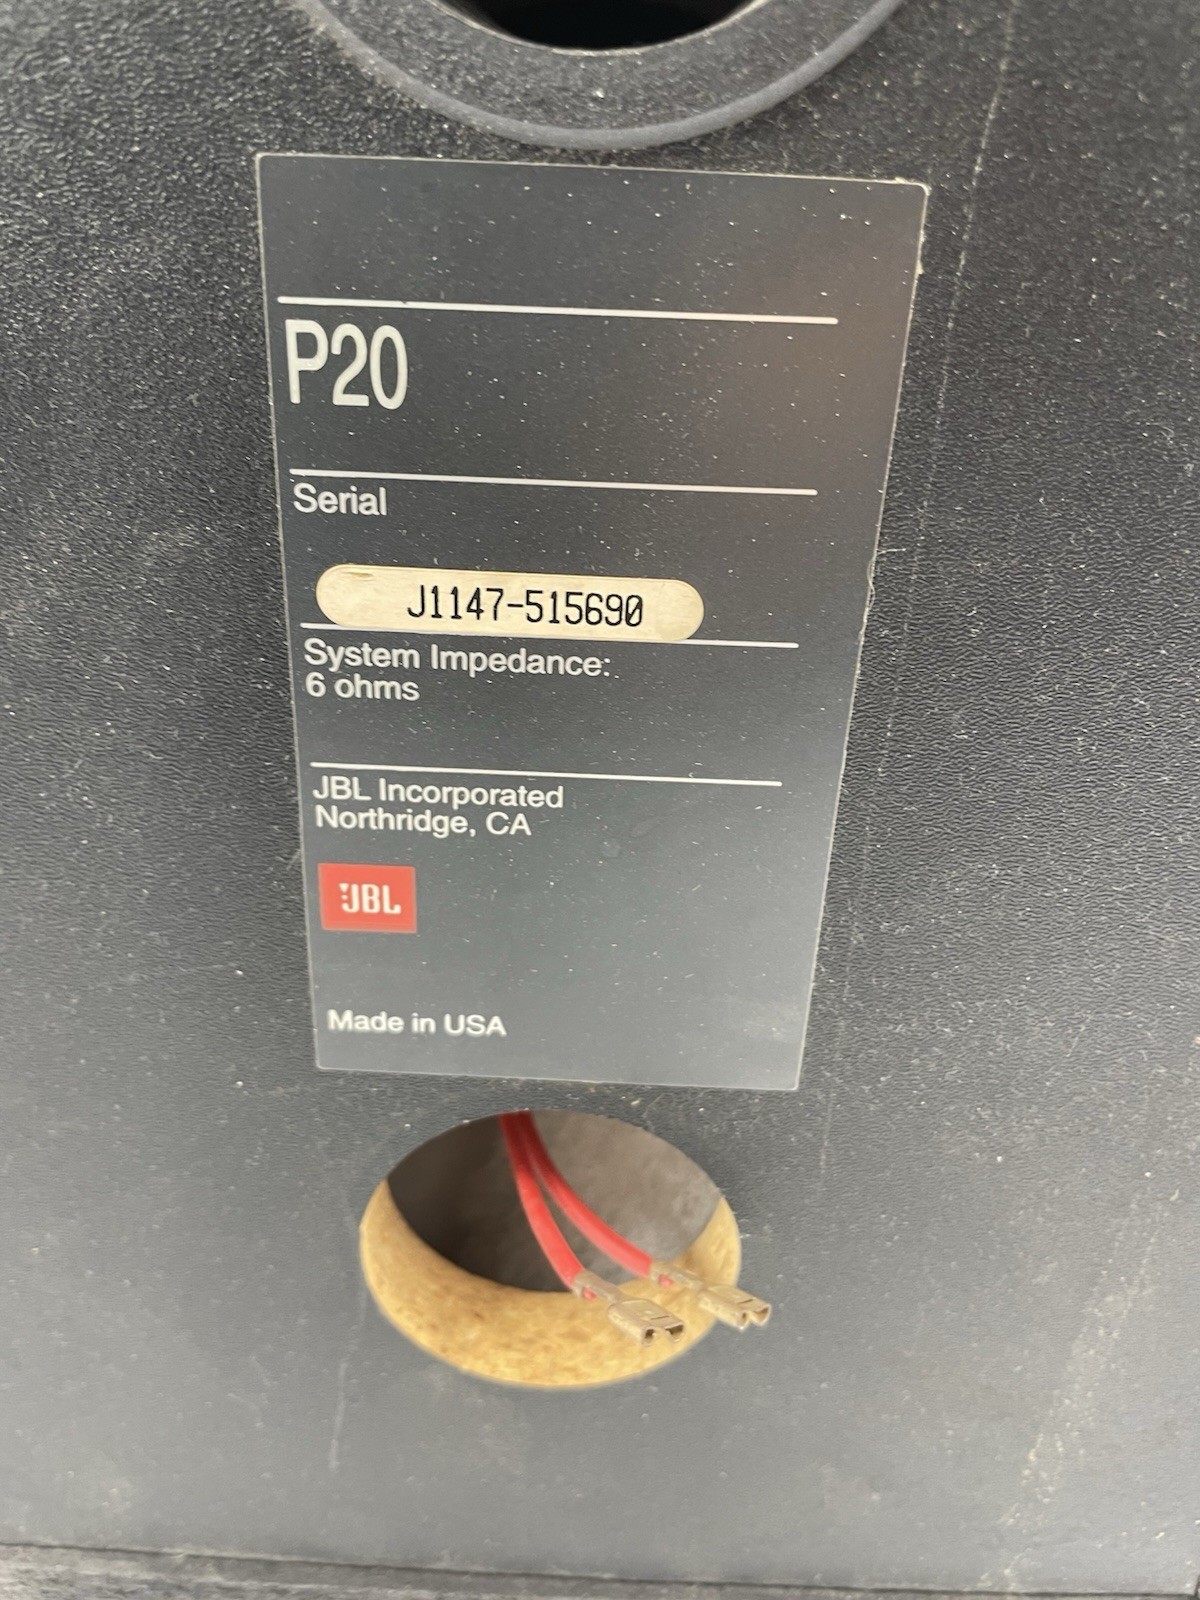 P20
Serial
J1147-515690
System Impedance:
6 ohms
JBL Incorporated
Northridge, CA
JBL
Made in USA